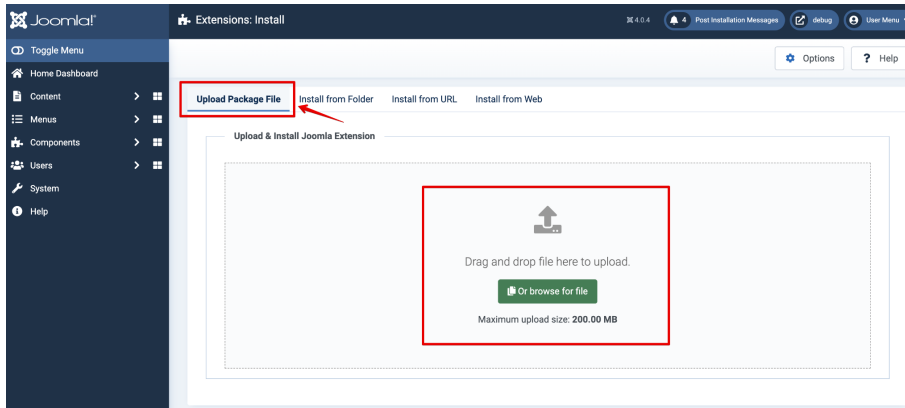 Joomla!®
Extensions: Install
4.0.4
4 Post Installation Messages
debug
User Menu
Toggle Menu
Options
? Help
Home Dashboard
Content
Menus
Components
Users
System
Help
Upload Package File
Install from Folder
Install from URL
Install from Web
Upload & Install Joomla Extension
Drag and drop file here to upload.
Or browse for file
Maximum upload size: 200.00 MB